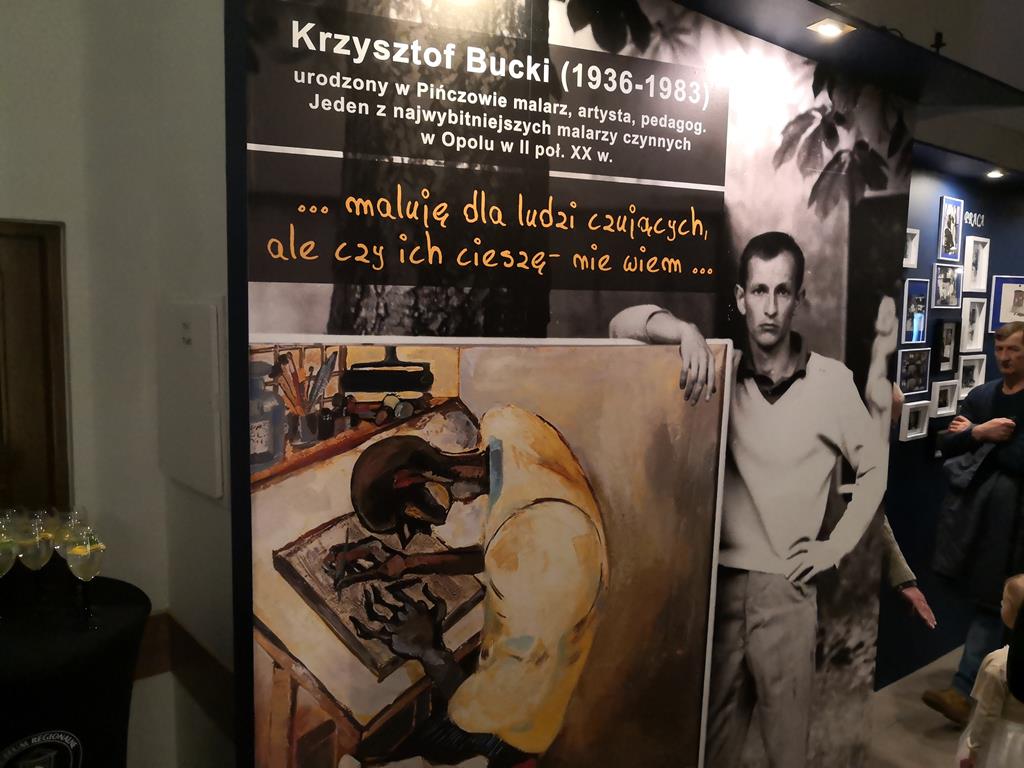 Krzysztof Bucki (1936-1983)
urodzony w Pińczowie malarz, artysta, pedagog.
Jeden z najwybitniejszych malarzy czynnych
w Opolu w II poł. XX w.
... maluję dla ludzi czujących,
ale czy ich cieszę - nie wiem ...
PRACA